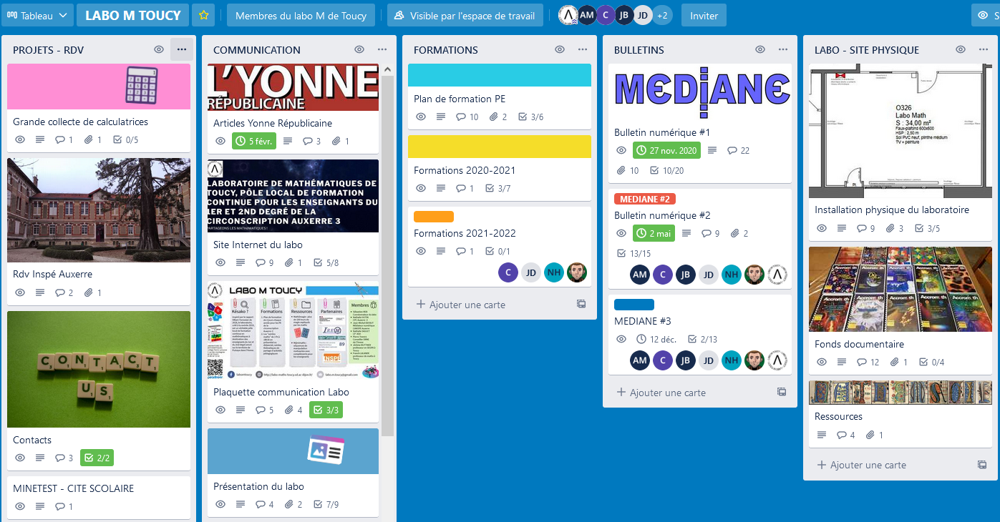 Tableau
LABO M TOUCY
Membres du labo M de Toucy
Visible par l'espace de travail
AM
C
JB
JD
+2
Inviter
S
PROJETS - RDV
Grande collecte de calculatrices
1
1
0/5
Rdv Inspé Auxerre
2
1
CONTACT
US
Contacts
3
2/2
MINETEST - CITE SCOLAIRE
1
COMMUNICATION
L'YONNE
RÉPUBLICAINE
Articles Yonne Républicaine
5 févr.
3
1
LABORATOIRE DE MATHÉMATIQUES DE
TOUCY, PÔLE LOCAL DE FORMATION
CONTINUE POUR LES ENSEIGNANTS DU
1ER ET 2ND DEGRÉ DE LA
CIRCONSCRIPTION AUXERRE 3
PARTAGEONS LES MATHÉMATIQUES !
Site Internet du labo
9
1
5/8
LABO M TOUCY
Késako ?
Formations
Ressources
Partenaires
Membres
IREM
89
INSPÉ
Plaquette communication Labo
5
4
3/3
Présentation du labo
4
2
7/9
FORMATIONS
Plan de formation PE
10
2
3/6
Formations 2020-2021
1
3/7
Formations 2021-2022
1
0/1
C
JD
NH
Ajouter une carte
BULLETINS
MEDiANE
Bulletin numérique #1
27 nov. 2020
22
10
10/20
MEDIANE #2
Bulletin numérique #2
2 mai
9
2
13/15
AM
C
JB
JD
NH
MEDIANE #3
12 déc.
2/13
AM
C
JB
JD
NH
Ajouter une carte
LABO - SITE PHYSIQUE
O326
Labo Math
S : 34,00 m²
Faux-plafond 600x600
HSP : 2,50 m
Sol PVC neuf, plinthe médium
TV + peinture
Installation physique du laboratoire
9
3
3/5
Fonds documentaire
12
1
0/4
Ressources
4
1
Ajouter une carte